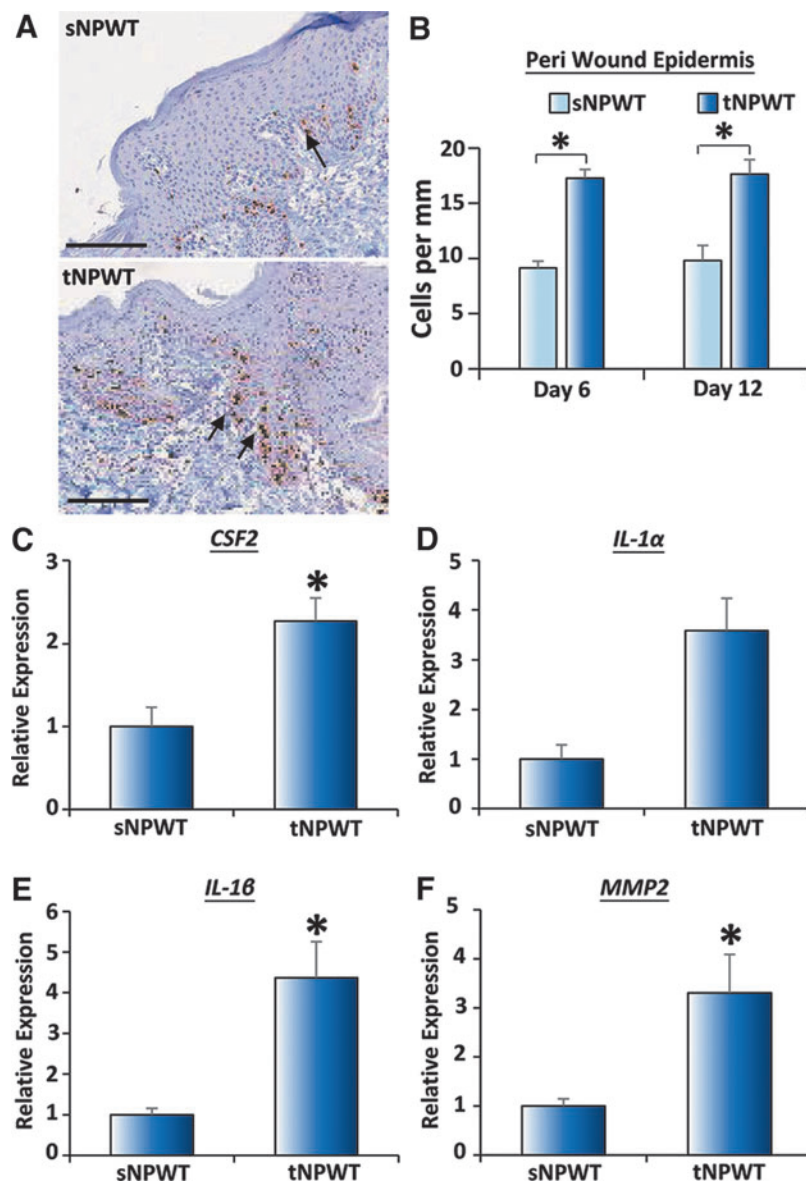 A
sNPWT
tNPWT
B
Peri Wound Epidermis
sNPWT tNPWT
* *
Cells per mm
20
15
10
5
0
Day 6 Day 12
C
CSF2
Relative Expression
3
2
1
0
*
sNPWT tNPWT
D
IL-1α
Relative Expression
5
4
3
2
1
0
sNPWT tNPWT
E
IL-1β
Relative Expression
6
5
4
3
2
1
0
*
sNPWT tNPWT
F
MMP2
Relative Expression
5
4
3
2
1
0
*
sNPWT tNPWT